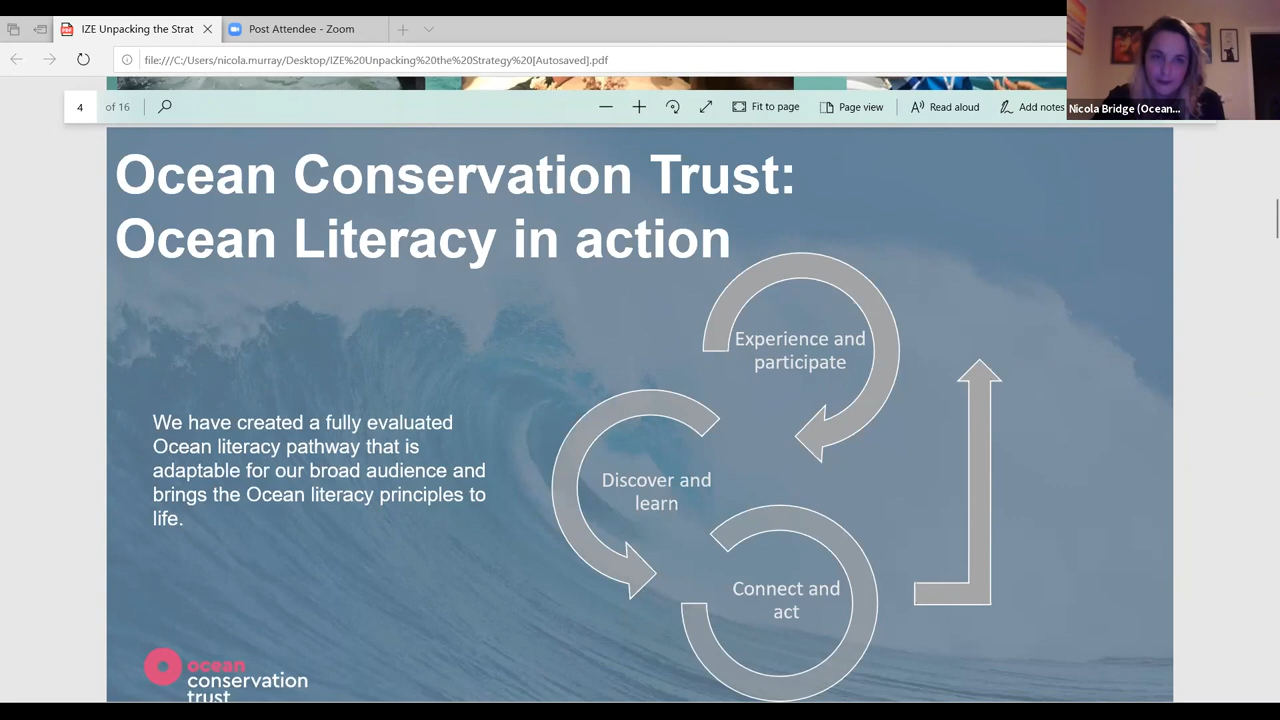 IZE Unpacking the Strat
Post Attendee - Zoom
file:///C:/Users/nicola.murray/Desktop/IZE%20Unpacking%20the%20Strategy%20[Autosaved].pdf
4 of 16
Fit to page
Page view
Read aloud
Add notes
Nicola Bridge (Ocean...
Ocean Conservation Trust:
Ocean Literacy in action
Experience and
participate
We have created a fully evaluated
Ocean literacy pathway that is
adaptable for our broad audience and
brings the Ocean literacy principles to
life.
Discover and
learn
Connect and
act
ocean
conservation
trust